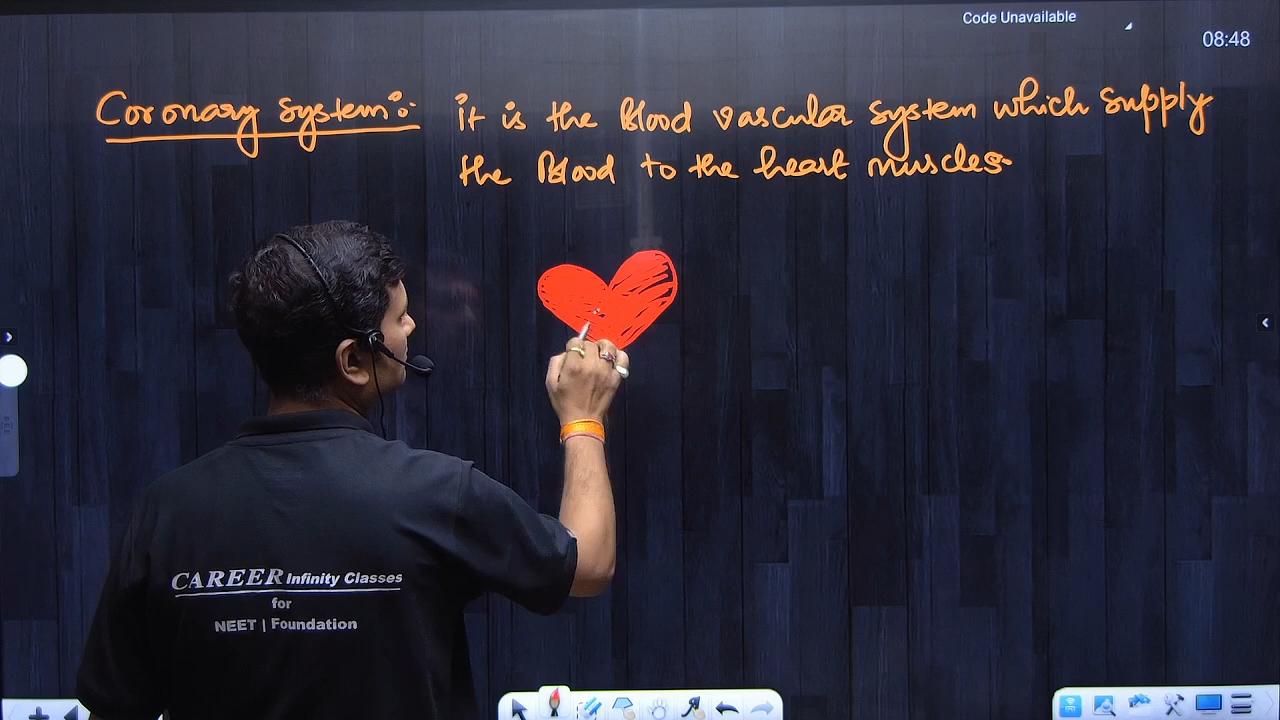 Code Unavailable
08:48
Coronary System:- it is the Blood vascular system which supply
the Blood to the heart muscles-
CAREER Infinity Classes
for
NEET | Foundation